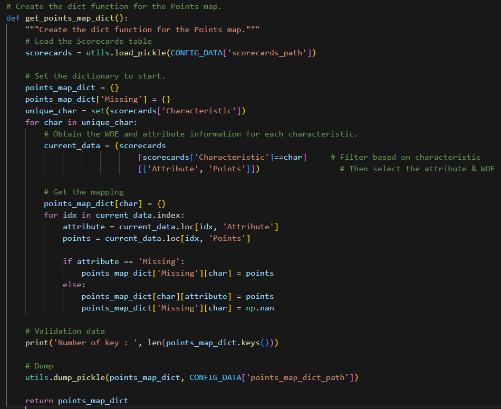 # Create the dict function for the Points map.
def get_points_map_dict():
    """Create the dict function for the Points map."""
    # Load the Scorecards table
    scorecards = utils.load_pickle(CONFIG_DATA['scorecards_path'])

    # Set the dictionary to start.
    points_map_dict = {}
    points_map_dict['Missing'] = {}
    unique_char = set(scorecards['Characteristic'])
    for char in unique_char:
        # Obtain the WOE and attribute information for each characteristic.
        current_data = (scorecards
                            [scorecards['Characteristic']==char]     # Filter based on characteristic
                            [['Attribute', 'Points']])                # Then select the attribute & WOE

        # Get the mapping
        points_map_dict[char] = {}
        for idx in current_data.index:
            attribute = current_data.loc[idx, 'Attribute']
            points = current_data.loc[idx, 'Points']

            if attribute == 'Missing':
                points_map_dict['Missing'][char] = points
            else:
                points_map_dict[char][attribute] = points
                points_map_dict['Missing'][char] = np.nan

    # Validation data
    print('Number of key : ', len(points_map_dict.keys()))

    # Dump
    utils.dump_pickle(points_map_dict, CONFIG_DATA['points_map_dict_path'])

    return points_map_dict